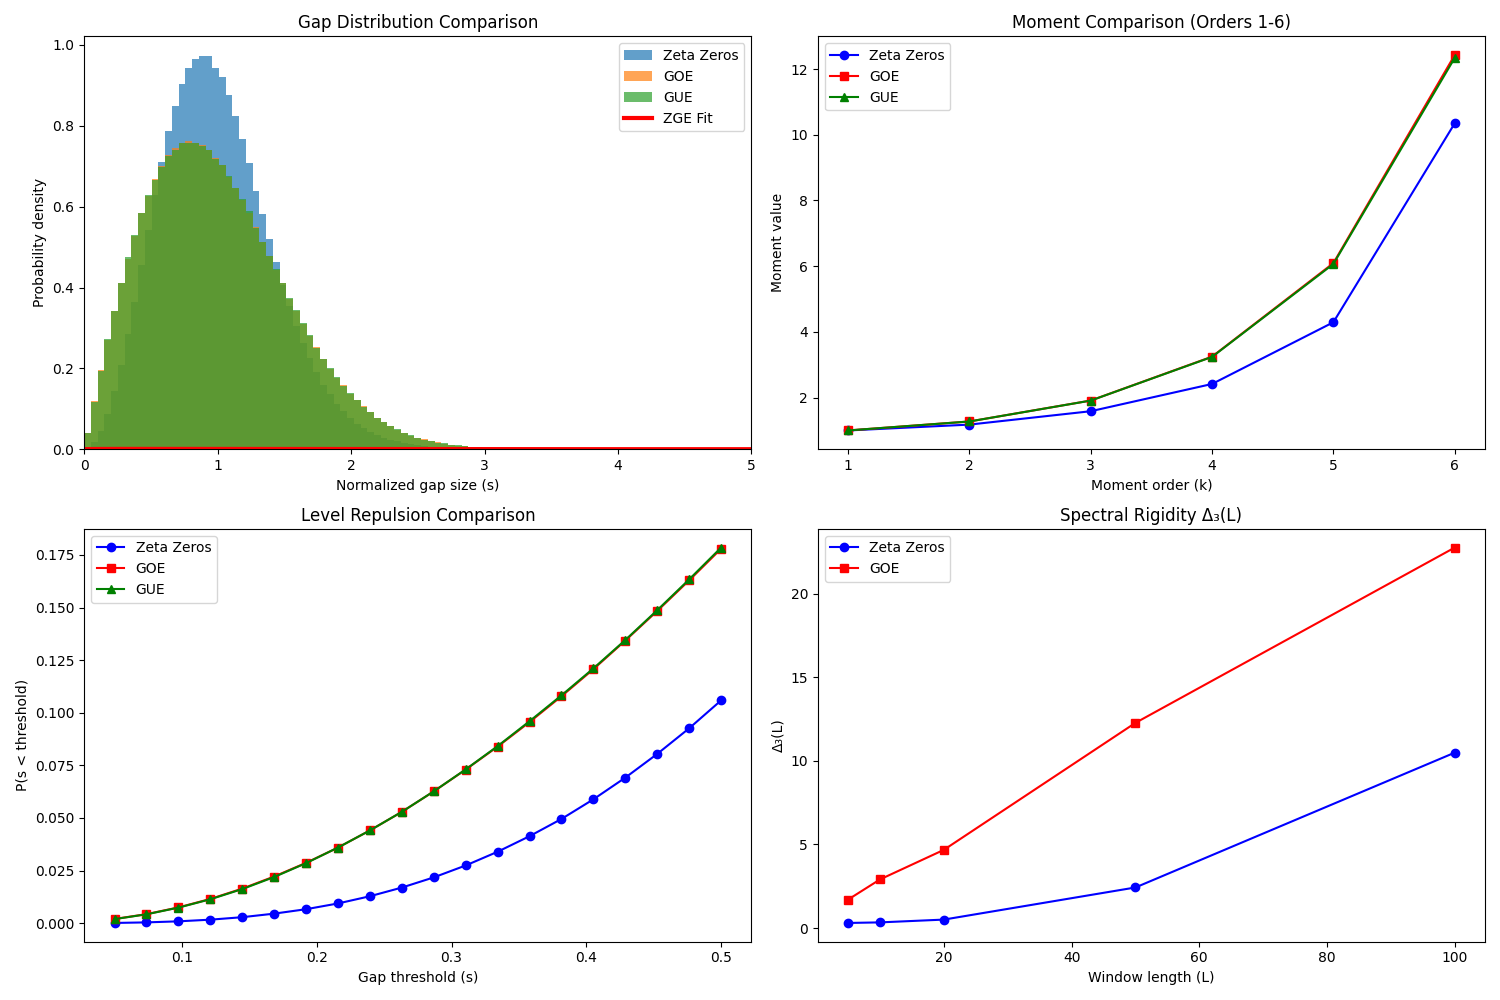 Gap Distribution Comparison
Probability density
1.0
0.8
0.6
0.4
0.2
0.0
Zeta Zeros
GOE
GUE
ZGE Fit
0 1 2 3 4 5
Normalized gap size (s)
Moment Comparison (Orders 1-6)
Moment value
12
10
8
6
4
2
Zeta Zeros
GOE
GUE
1 2 3 4 5 6
Moment order (k)
Level Repulsion Comparison
P(s < threshold)
0.175
0.150
0.125
0.100
0.075
0.050
0.025
0.000
Zeta Zeros
GOE
GUE
0.1 0.2 0.3 0.4 0.5
Gap threshold (s)
Spectral Rigidity Δ₃(L)
Δ₃(L)
20
15
10
5
0
Zeta Zeros
GOE
20 40 60 80 100
Window length (L)